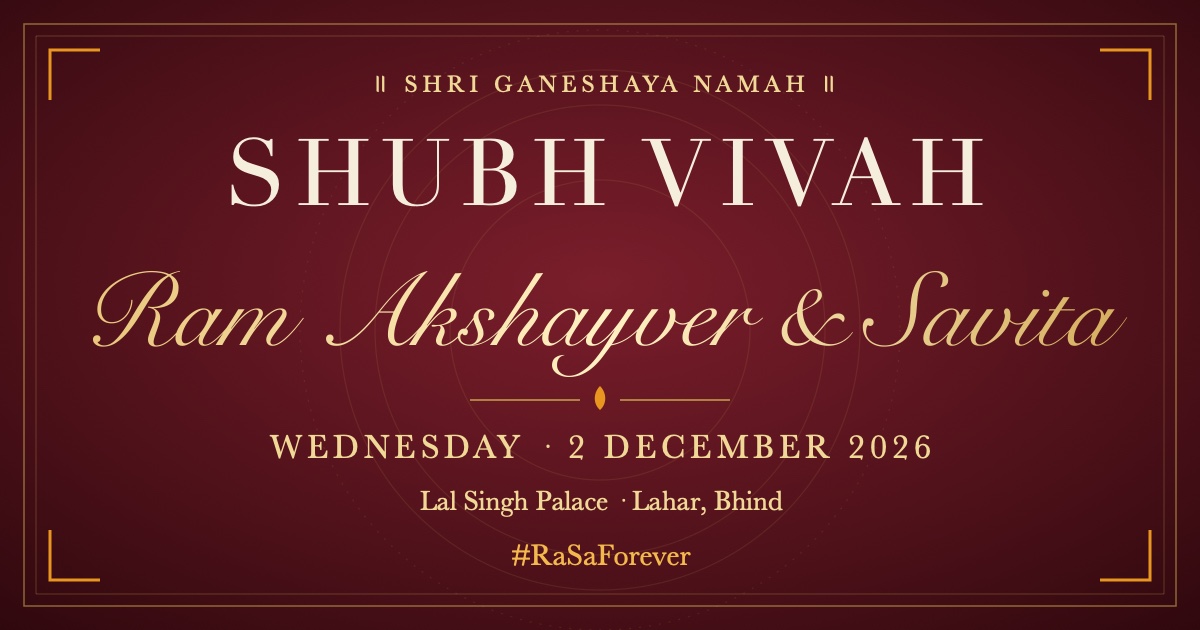 ॥ SHRI GANESHAYA NAMAH ॥
SHUBH VIVAH
Ram Akshayver & Savita
WEDNESDAY · 2 DECEMBER 2026
Lal Singh Palace · Lahar, Bhind
#RaSaForever